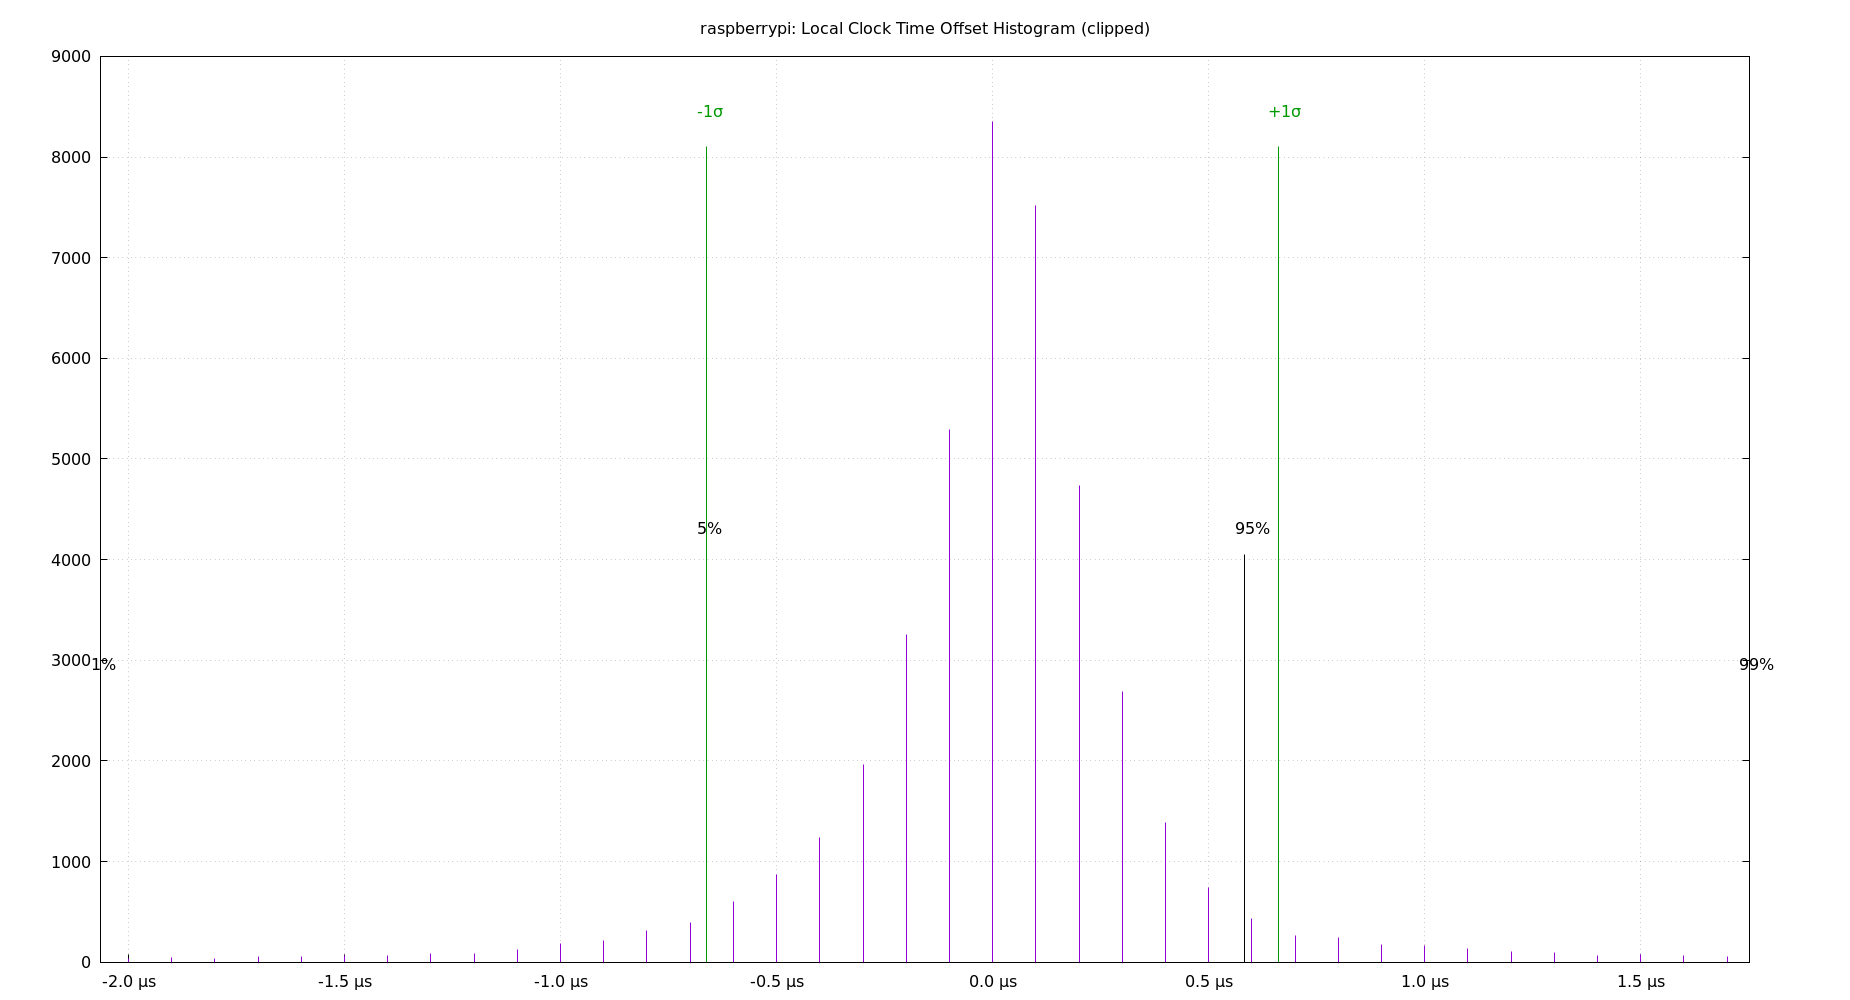 raspberrypi: Local Clock Time Offset Histogram (clipped)
9000
-1σ
+1σ
8000
7000
6000
5000
5%
95%
4000
3000
1%
99%
2000
1000
0
-2.0 µs
-1.5 µs
-1.0 µs
-0.5 µs
0.0 µs
0.5 µs
1.0 µs
1.5 µs